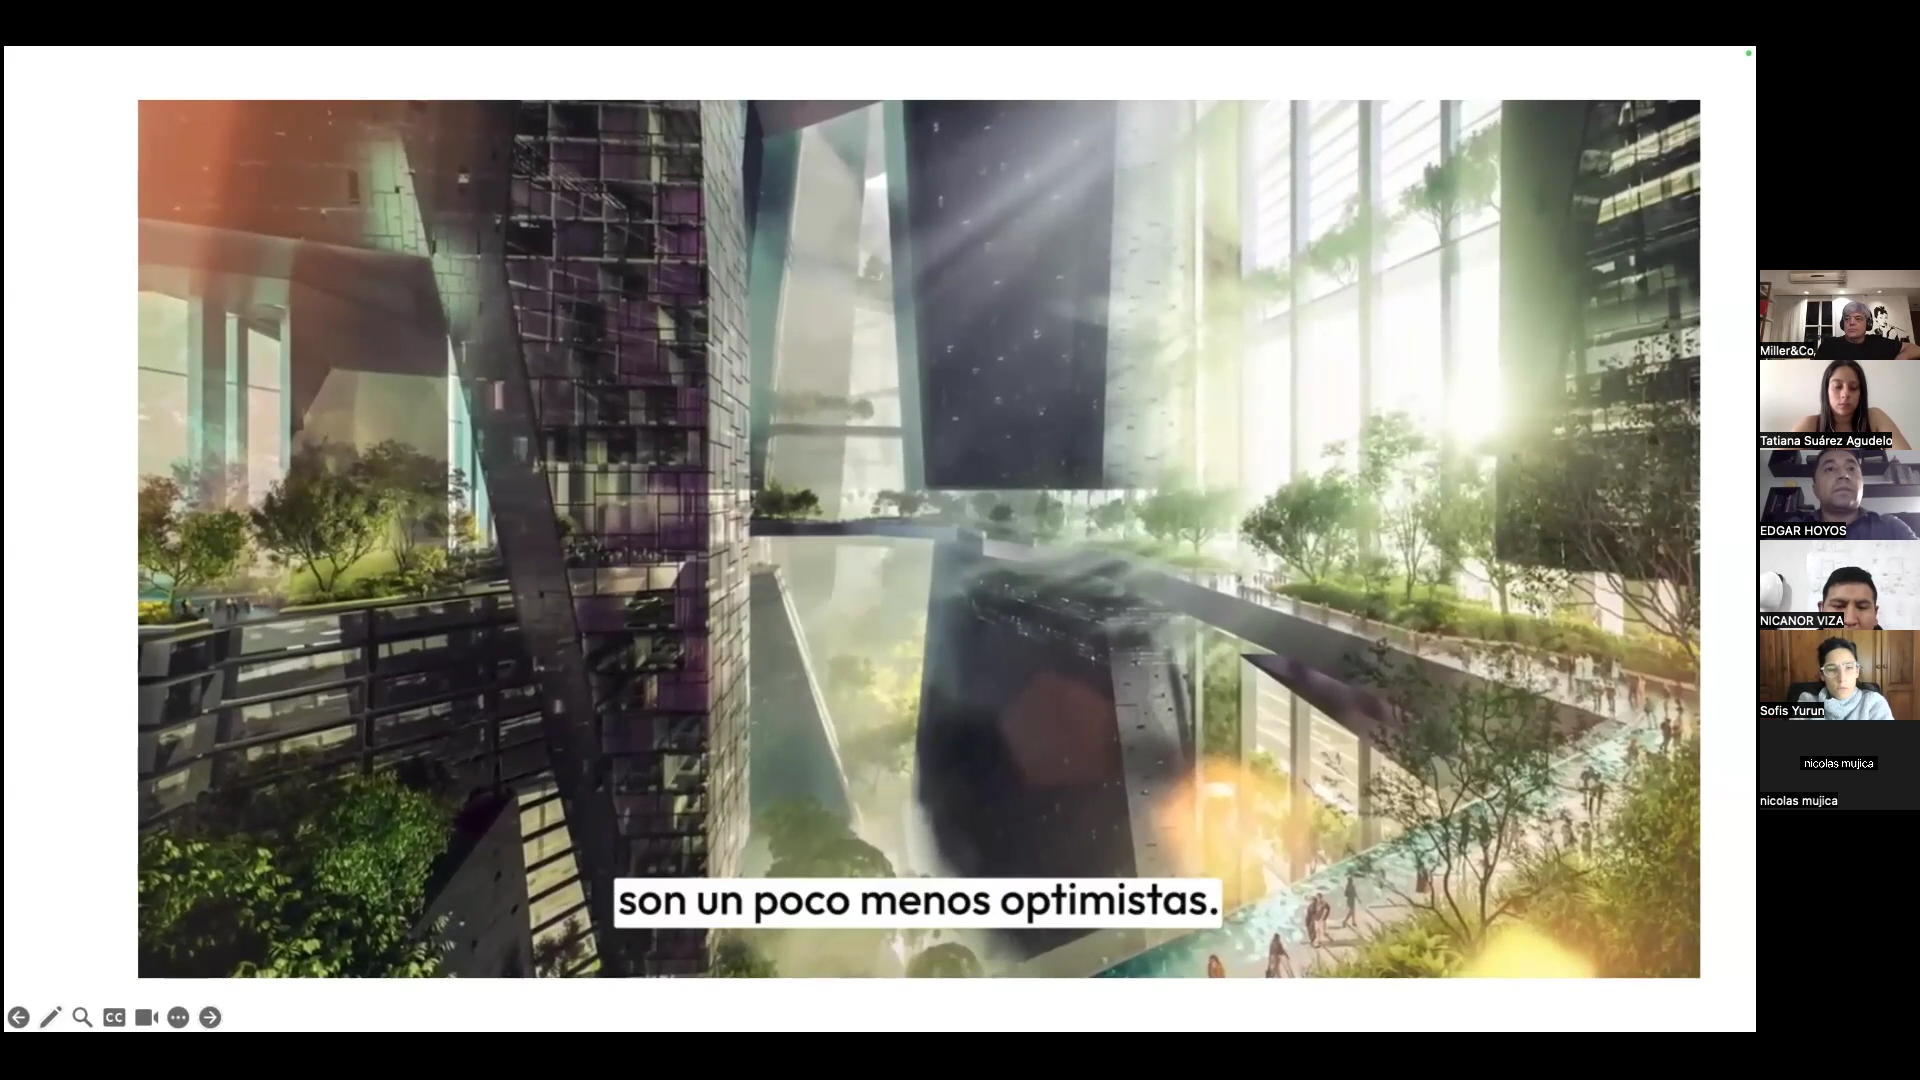 son un poco menos optimistas.
CC
Miller&Co,
Tatiana Suárez Agudelo
EDGAR HOYOS
NICANOR VIZA
Sofis Yurun
nicolas mujica
nicolas mujica